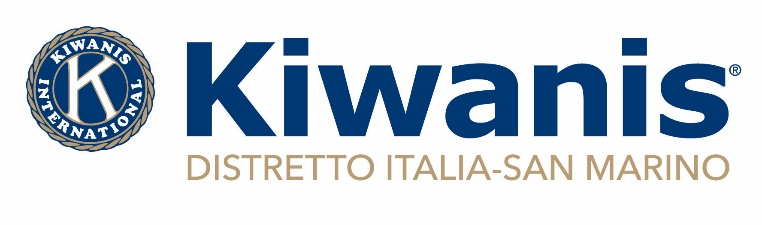 KIWANIS
K
INTERNATIONAL
Kiwanis®
DISTRETTO ITALIA-SAN MARINO